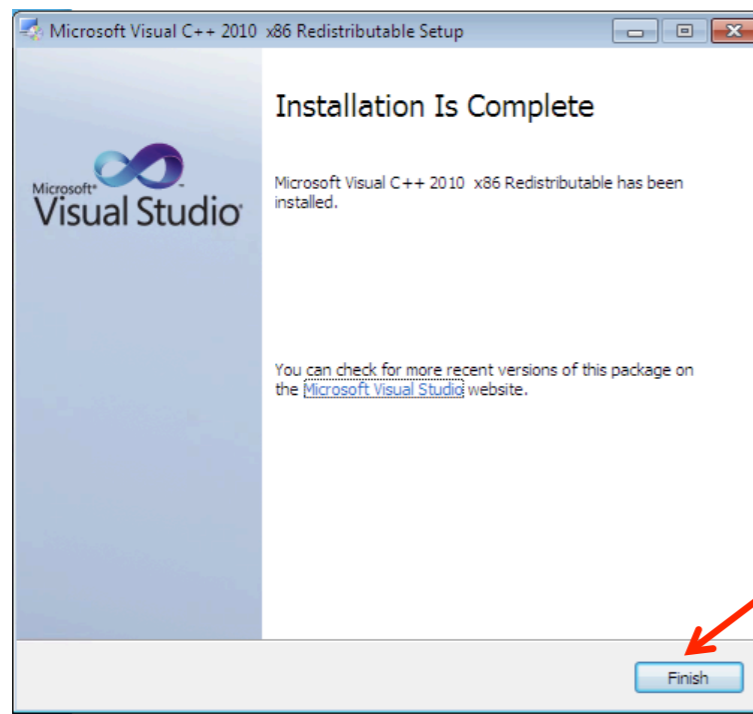 Microsoft Visual C++ 2010 x86 Redistributable Setup
Installation Is Complete
Microsoft®
Visual Studio®
Microsoft Visual C++ 2010 x86 Redistributable has been
installed.
You can check for more recent versions of this package on
the Microsoft Visual Studio website.
Finish